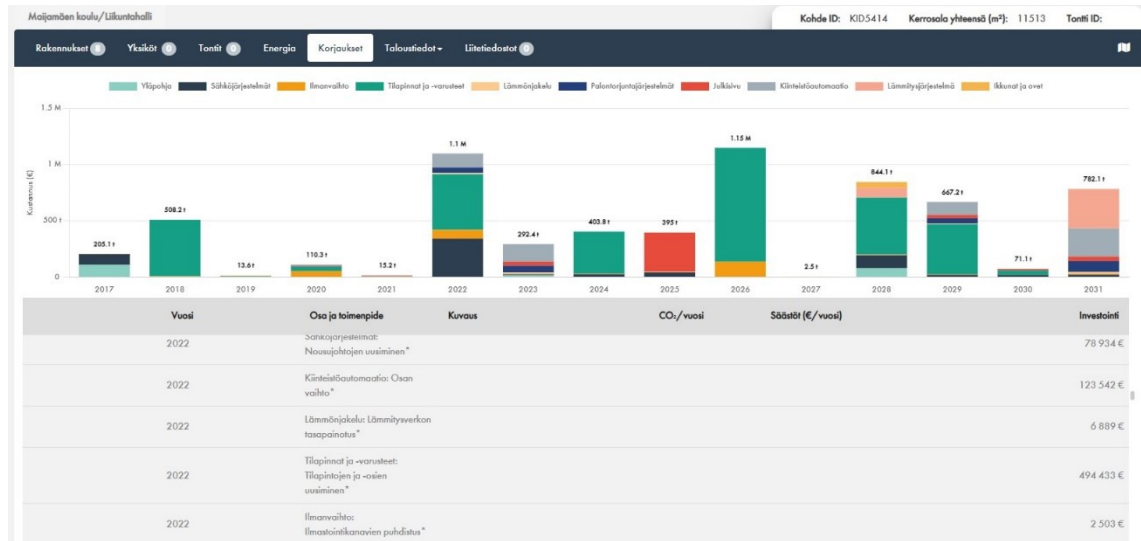 Maijamäen koulu/Liikuntahalli
Kohde ID: KID5414 Kerrosala yhteensä (m²): 11513 Tontti ID:
Rakennukset 8 Yksiköt 0 Tontit 0 Energia Korjaukset Taloustiedot Liitetiedostot 0
Yläpohja Sähköjärjestelmät Ilmanvaihto Tilapinnat ja -varusteet Lämmönjakelu Palontorjuntajärjestelmät Julkisivu Kiinteistöautomaatio Lämmitysjärjestelmä Ikkunat ja ovet
Kustannus (€)
1.5 M
1 M
500 t
0
205.1 t 508.2 t 13.6 t 110.3 t 15.2 t 1.1 M 292.4 t 403.8 t 395 t 1.15 M 2.5 t 844.1 t 667.2 t 71.1 t 782.1 t
2017 2018 2019 2020 2021 2022 2023 2024 2025 2026 2027 2028 2029 2030 2031
Vuosi Osa ja toimenpide Kuvaus CO₂/vuosi Säästöt (€/vuosi) Investointi
Sähköjärjestelmät:
2022 Nousujohtojen uusiminen* 78 934 €
Kiinteistöautomaatio: Osan
2022 vaihto* 123 542 €
Lämmönjakelu: Lämmitysverkon
2022 tasapainotus* 6 889 €
Tilapinnat ja -varusteet:
2022 Tilapintojen ja -osien 494 433 €
uusiminen*
Ilmanvaihto:
2022 Ilmastointikanavien puhdistus* 2 503 €